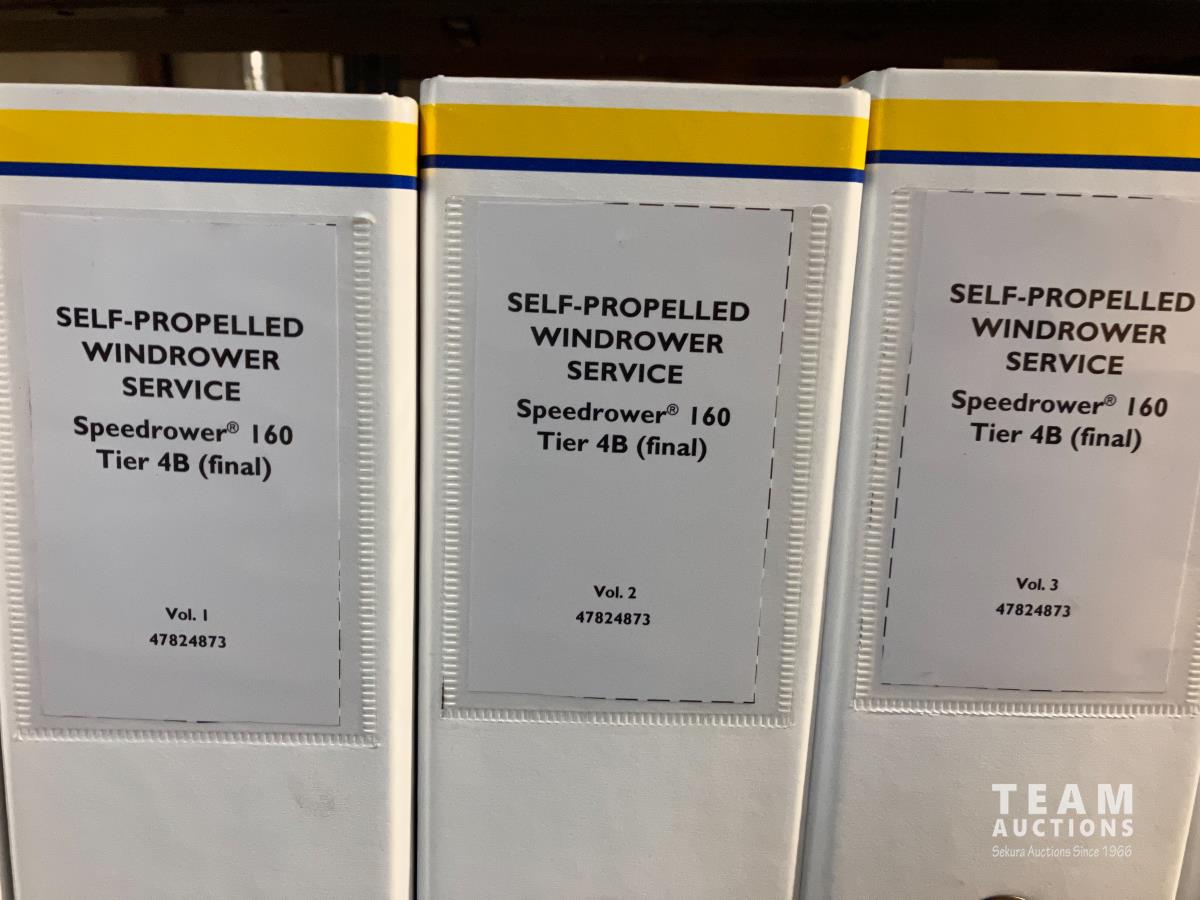 SELF-PROPELLED
WINDROWER
SERVICE
Speedrower® 160
Tier 4B (final)
Vol. 1
47824873
SELF-PROPELLED
WINDROWER
SERVICE
Speedrower® 160
Tier 4B (final)
Vol. 2
47824873
SELF-PROPELLED
WINDROWER
SERVICE
Speedrower® 160
Tier 4B (final)
Vol. 3
47824873
TEAM
AUCTIONS
Sekura Auctions Since 1966